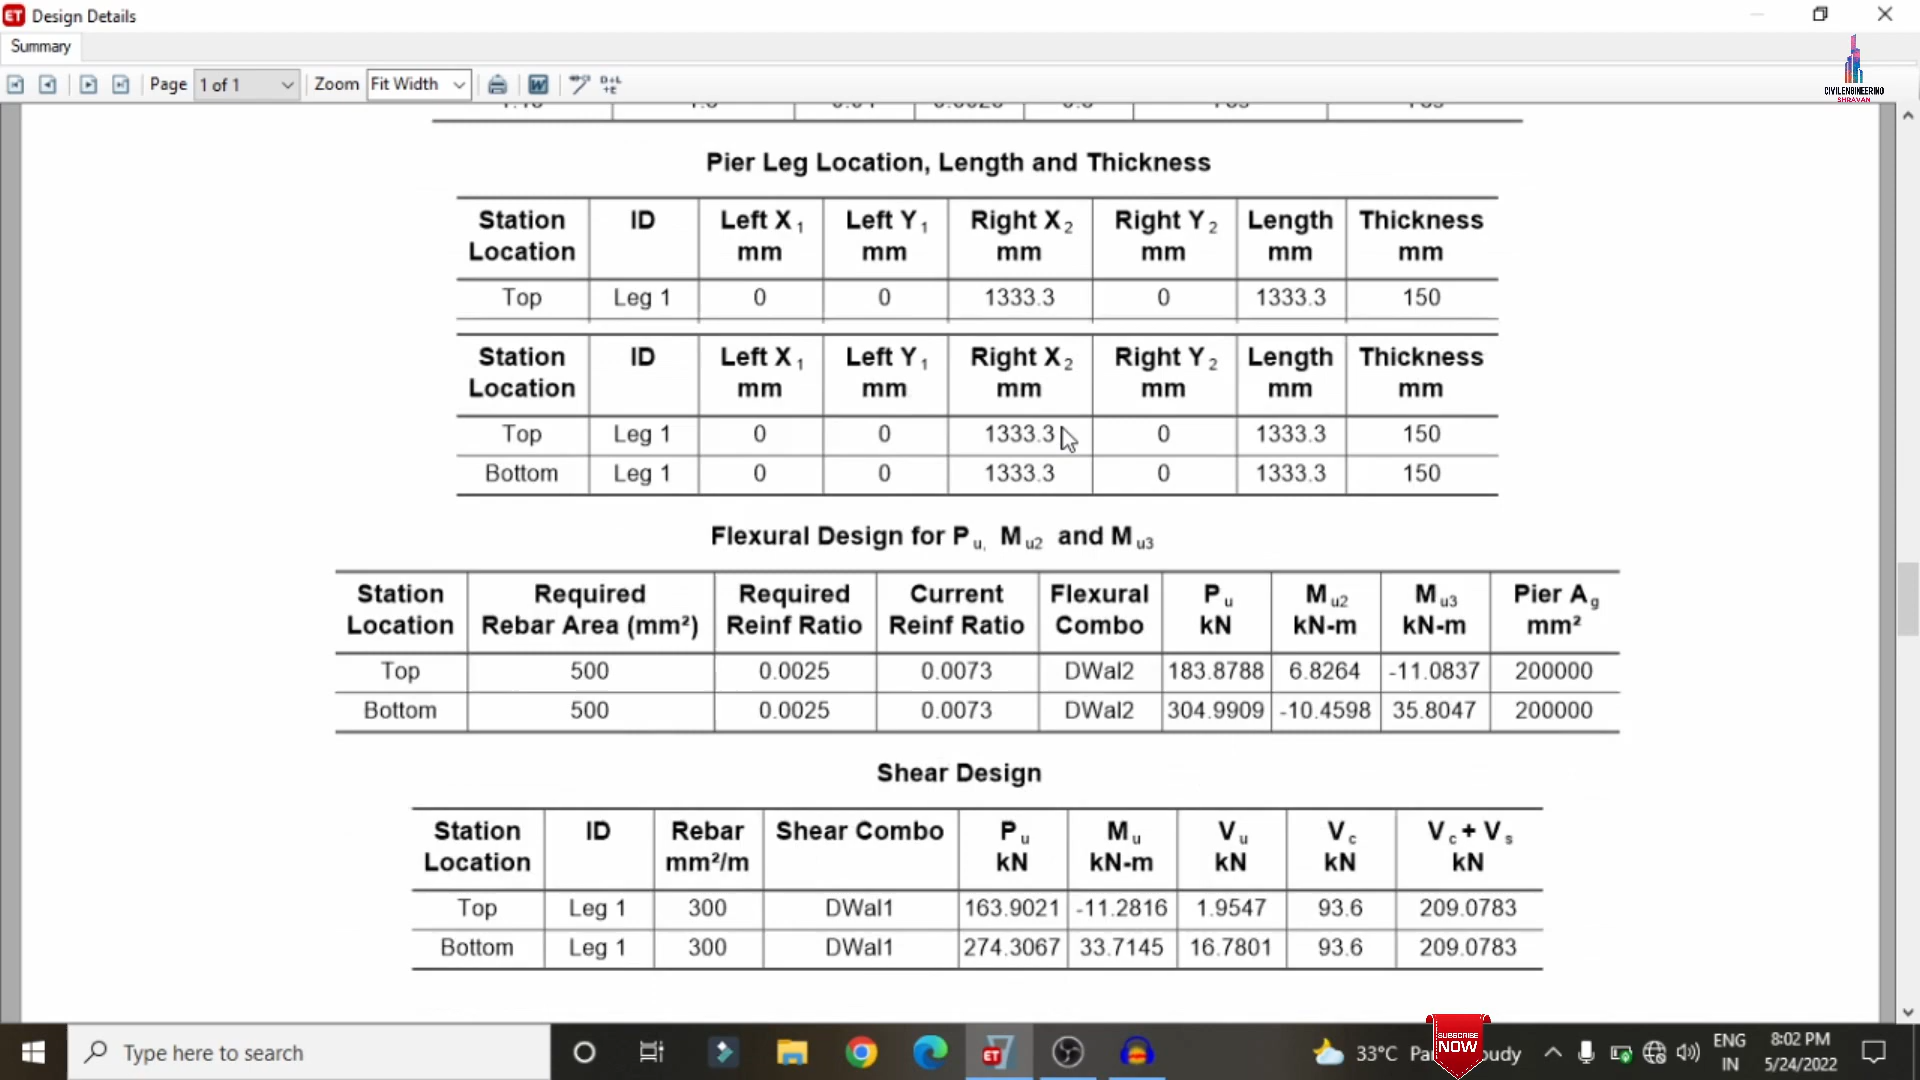 Design Details
Summary
Page 1 of 1 Zoom Fit Width
CIVILENGINEERING
SHRAVAN
Pier Leg Location, Length and Thickness
Station Location ID Left X1 mm Left Y1 mm Right X2 mm Right Y2 mm Length mm Thickness mm
Top Leg 1 0 0 1333.3 0 1333.3 150
Station Location ID Left X1 mm Left Y1 mm Right X2 mm Right Y2 mm Length mm Thickness mm
Top Leg 1 0 0 1333.3 0 1333.3 150
Bottom Leg 1 0 0 1333.3 0 1333.3 150
Flexural Design for Pu, Mu2 and Mu3
Station Location Required Rebar Area (mm²) Required Reinf Ratio Current Reinf Ratio Flexural Combo Pu kN Mu2 kN-m Mu3 kN-m Pier Ag mm²
Top 500 0.0025 0.0073 DWal2 183.8788 6.8264 -11.0837 200000
Bottom 500 0.0025 0.0073 DWal2 304.9909 -10.4598 35.8047 200000
Shear Design
Station Location ID Rebar mm²/m Shear Combo Pu kN Mu kN-m Vu kN Vc kN Vc + Vs kN
Top Leg 1 300 DWal1 163.9021 -11.2816 1.9547 93.6 209.0783
Bottom Leg 1 300 DWal1 274.3067 33.7145 16.7801 93.6 209.0783
Type here to search
33°C
SUBSCRIBE
NOW
ENG
IN
8:02 PM
5/24/2022